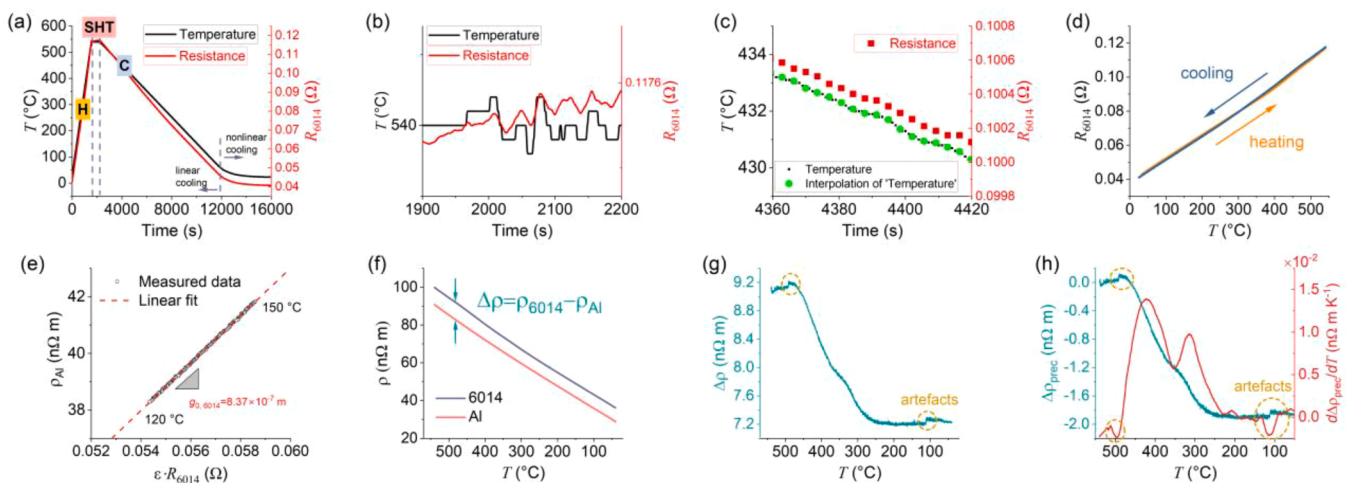 (a)
SHT
H
C
Temperature
Resistance
nonlinear
cooling
linear
cooling
600
500
400
300
200
100
0
T (°C)
0.12
0.11
0.10
0.09
0.08
0.07
0.06
0.05
0.04
R6014 (Ω)
0 4000 8000 12000 16000
Time (s)
(b)
Temperature
Resistance
T (°C)
540
0.1176
R6014 (Ω)
1900 2000 2100 2200
Time (s)
(c)
Resistance
Temperature
Interpolation of 'Temperature'
434
433
432
431
430
T (°C)
0.1008
0.1006
0.1004
0.1002
0.1000
0.0998
R6014 (Ω)
4360 4380 4400 4420
Time (s)
(d)
cooling
heating
0.12
0.10
0.08
0.06
0.04
R6014 (Ω)
0 100 200 300 400 500
T (°C)
(e)
Measured data
Linear fit
150 °C
120 °C
g0, 6014=8.37×10⁻⁷ m
42
40
38
ρAl (nΩ m)
0.052 0.054 0.056 0.058 0.060
ε·R6014 (Ω)
(f)
Δρ=ρ6014−ρAl
6014
Al
100
80
60
40
20
ρ (nΩ m)
500 400 300 200 100
T (°C)
(g)
artefacts
9.2
8.8
8.4
8.0
7.6
7.2
Δρ (nΩ m)
500 400 300 200 100
T (°C)
(h)
×10⁻²
artefacts
0.0
-0.4
-0.8
-1.2
-1.6
-2.0
Δρprec (nΩ m)
1.5
1.0
0.5
0.0
dΔρprec/dT (nΩ m K⁻¹)
500 400 300 200 100
T (°C)